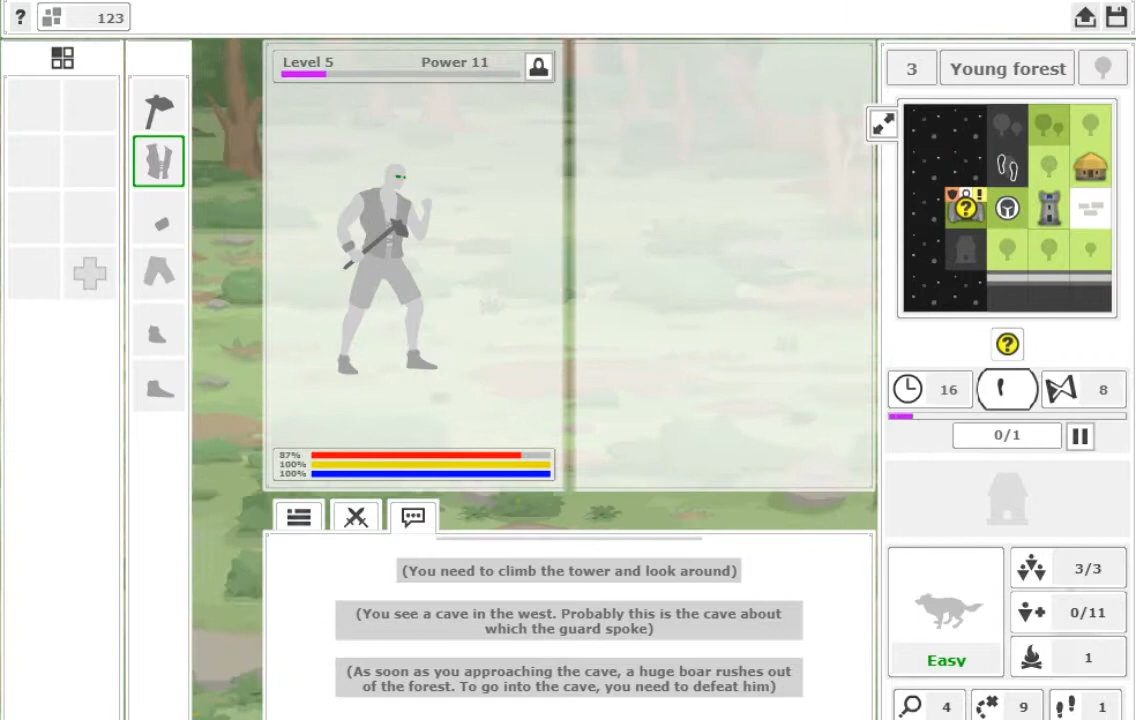 ? 123
Level 5 Power 11
3 Young forest
?
!
?
16 8
0/1
87%
100%
100%
3/3
0/11
Easy 1
4 9 1
(You need to climb the tower and look around)
(You see a cave in the west. Probably this is the cave about
which the guard spoke)
(As soon as you approaching the cave, a huge boar rushes out
of the forest. To go into the cave, you need to defeat him)